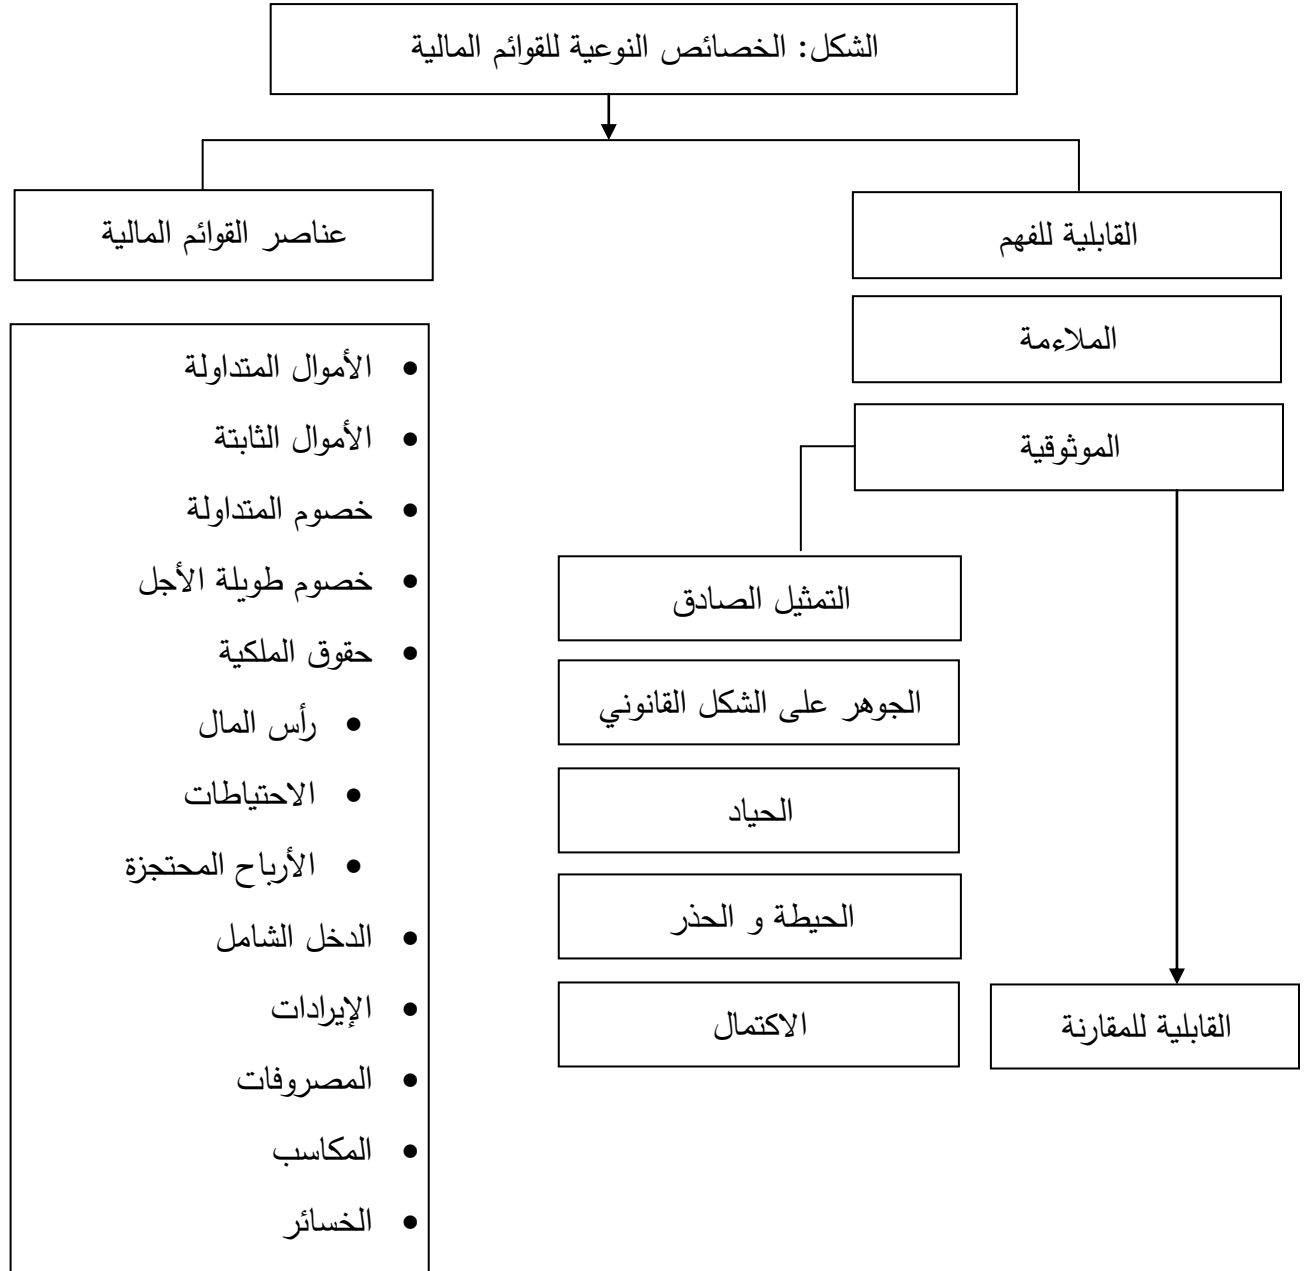 الشكل: الخصائص النوعية للقوائم المالية
القابلية للفهم
الملاءمة
الموثوقية
التمثيل الصادق
الجوهر على الشكل القانوني
الحياد
الحيطة و الحذر
الاكتمال
القابلية للمقارنة
عناصر القوائم المالية
• الأموال المتداولة
• الأموال الثابتة
• خصوم المتداولة
• خصوم طويلة الأجل
• حقوق الملكية
• رأس المال
• الاحتياطات
• الأرباح المحتجزة
• الدخل الشامل
• الإيرادات
• المصروفات
• المكاسب
• الخسائر